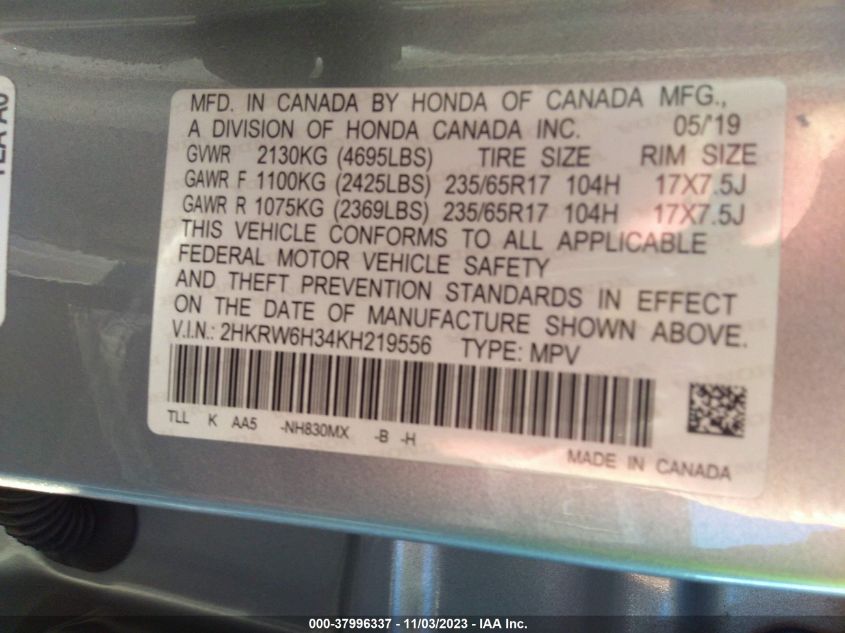 MFD. IN CANADA BY HONDA OF CANADA MFG.,
A DIVISION OF HONDA CANADA INC. 05/'19
GVWR 2130KG (4695LBS) TIRE SIZE RIM SIZE
GAWR F 1100KG (2425LBS) 235/65R17 104H 17X7.5J
GAWR R 1075KG (2369LBS) 235/65R17 104H 17X7.5J
THIS VEHICLE CONFORMS TO ALL APPLICABLE
FEDERAL MOTOR VEHICLE SAFETY
AND THEFT PREVENTION STANDARDS IN EFFECT
ON THE DATE OF MANUFACTURE SHOWN ABOVE.
V.I.N.: 2HKRW6H34KH219556 TYPE: MPV
TLL K AA5 -NH830MX -B -H
MADE IN CANADA
000-37996337 - 11/03/2023 - IAA Inc.